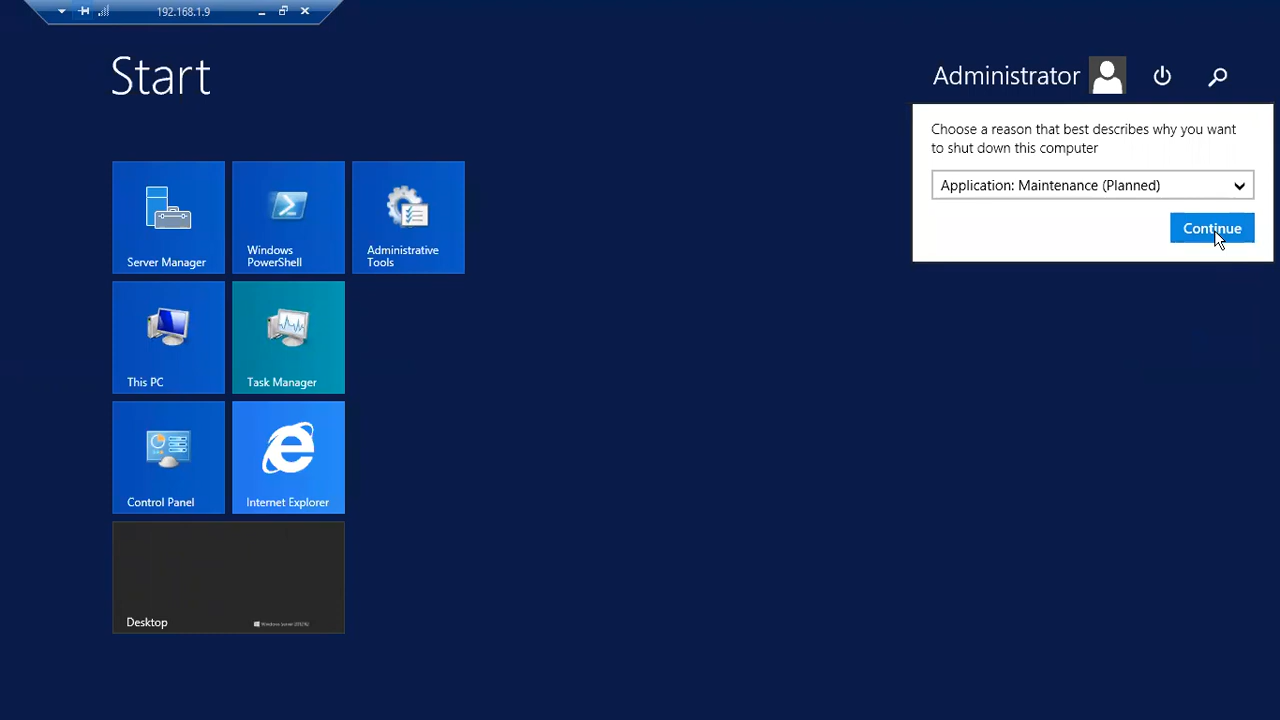 192.168.1.9
Start
Administrator
Choose a reason that best describes why you want
to shut down this computer
Application: Maintenance (Planned)
Continue
Server Manager
Windows
PowerShell
Administrative
Tools
This PC
Task Manager
Control Panel
Internet Explorer
Desktop